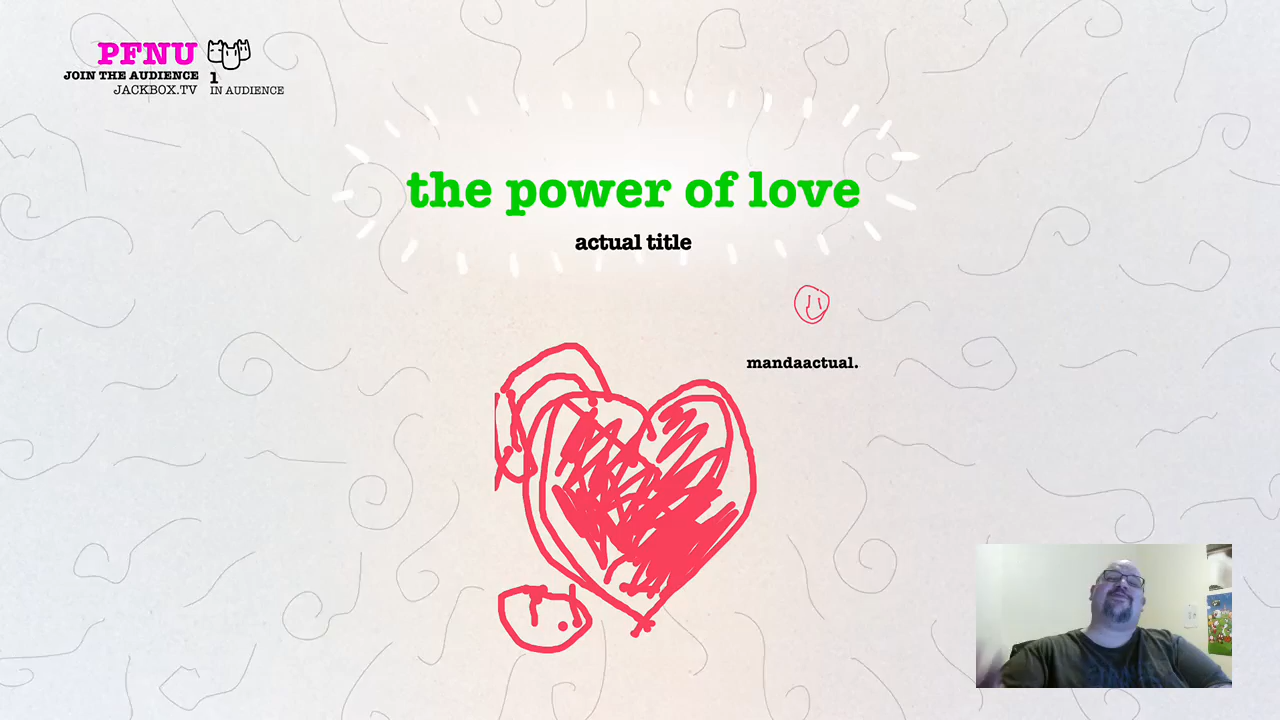 PFNU
JOIN THE AUDIENCE
JACKBOX.TV
1
IN AUDIENCE
the power of love
actual title
mandaactual.